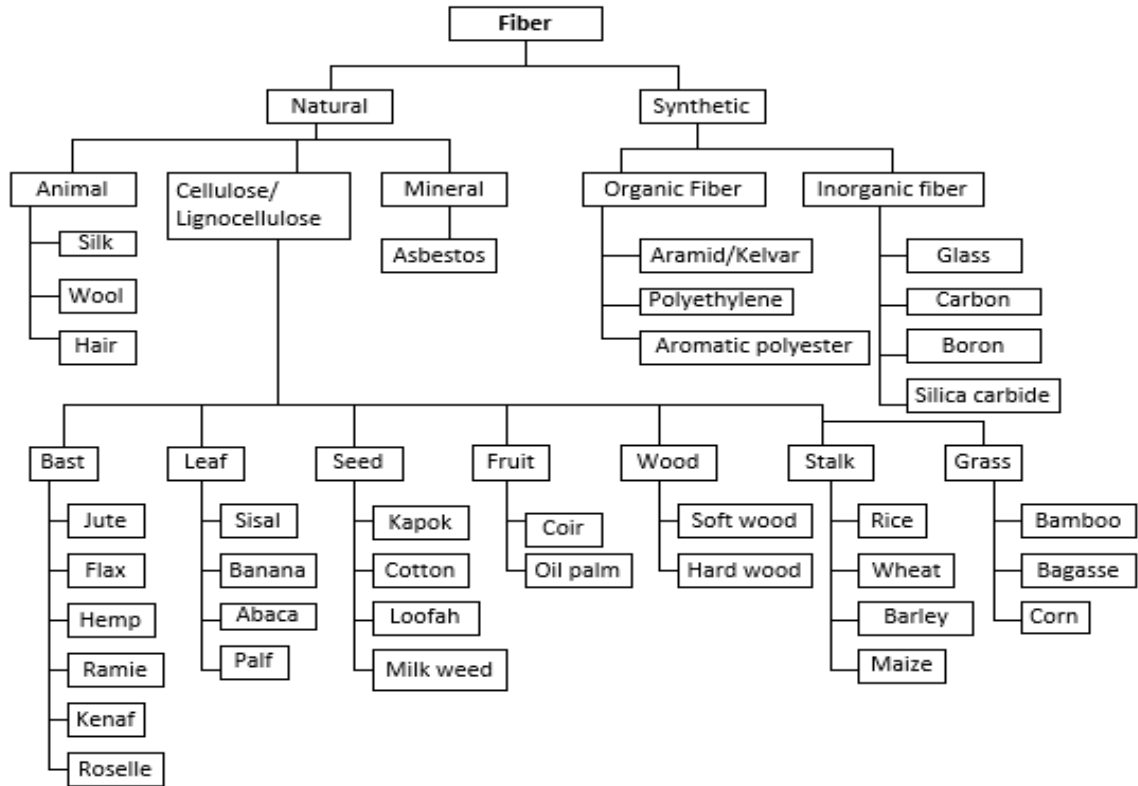 Fiber
Natural
Synthetic
Animal
Cellulose/
Lignocellulose
Mineral
Organic Fiber
Inorganic fiber
Silk
Wool
Hair
Asbestos
Aramid/Kelvar
Polyethylene
Aromatic polyester
Glass
Carbon
Boron
Silica carbide
Bast
Leaf
Seed
Fruit
Wood
Stalk
Grass
Jute
Flax
Hemp
Ramie
Kenaf
Roselle
Sisal
Banana
Abaca
Palf
Kapok
Cotton
Loofah
Milk weed
Coir
Oil palm
Soft wood
Hard wood
Rice
Wheat
Barley
Maize
Bamboo
Bagasse
Corn